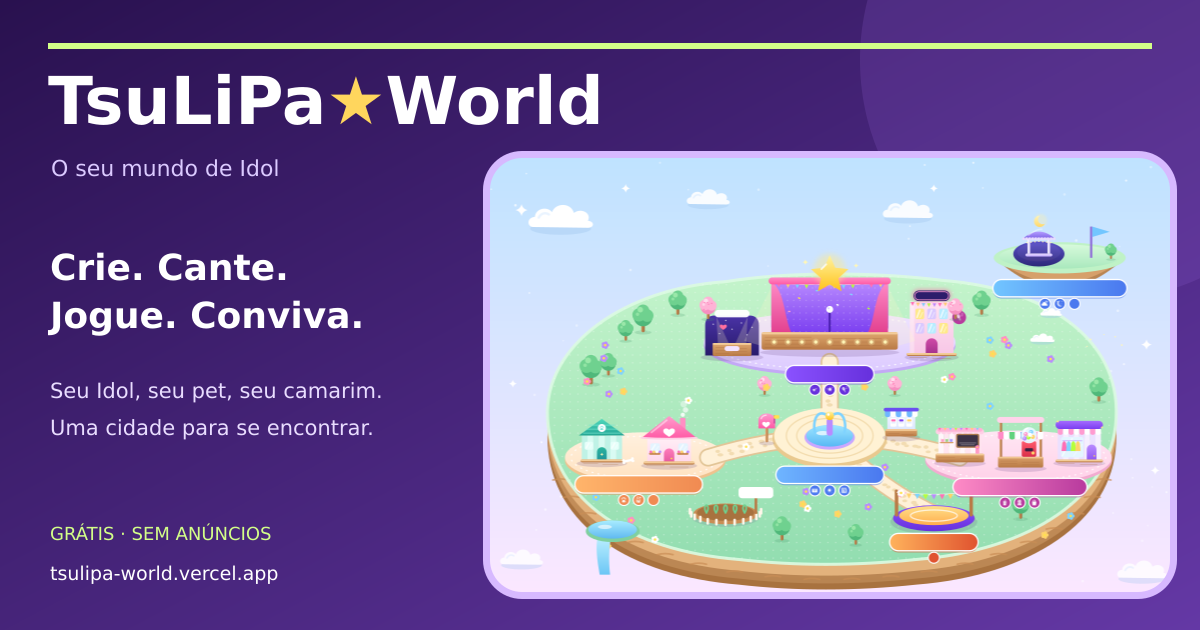 TsuLiPa★World
O seu mundo de Idol
Crie. Cante.
Jogue. Conviva.
Seu Idol, seu pet, seu camarim.
Uma cidade para se encontrar.
GRÁTIS · SEM ANÚNCIOS
tsulipa-world.vercel.app